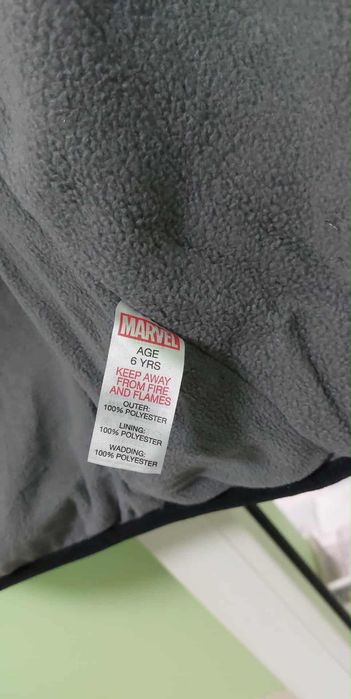 MARVEL
AGE
6 YRS
KEEP AWAY
FROM FIRE
AND FLAMES
OUTER:
100% POLYESTER
LINING:
100% POLYESTER
WADDING:
100% POLYESTER